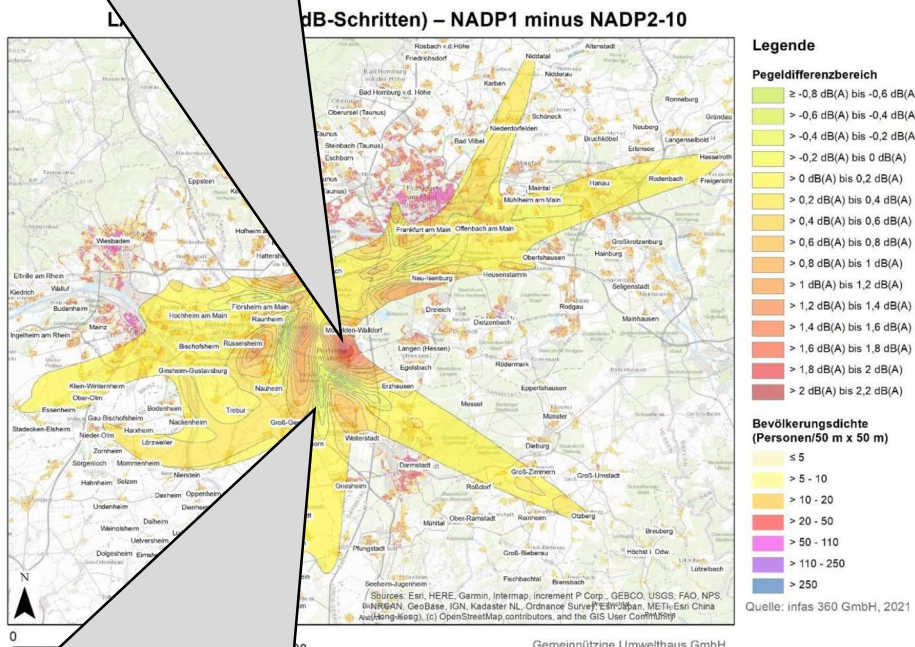 dB-Schritten) – NADP1 minus NADP2-10
Legende
Pegeldifferenzbereich
≥ -0,8 dB(A) bis -0,6 dB(A
> -0,6 dB(A) bis -0,4 dB(A
> -0,4 dB(A) bis -0,2 dB(A
> -0,2 dB(A) bis 0 dB(A)
> 0 dB(A) bis 0,2 dB(A)
> 0,2 dB(A) bis 0,4 dB(A)
> 0,4 dB(A) bis 0,6 dB(A)
> 0,6 dB(A) bis 0,8 dB(A)
> 0,8 dB(A) bis 1 dB(A)
> 1 dB(A) bis 1,2 dB(A)
> 1,2 dB(A) bis 1,4 dB(A)
> 1,4 dB(A) bis 1,6 dB(A)
> 1,6 dB(A) bis 1,8 dB(A)
> 1,8 dB(A) bis 2 dB(A)
> 2 dB(A) bis 2,2 dB(A)
Bevölkerungsdichte
(Personen/50 m x 50 m)
≤ 5
> 5 - 10
> 10 - 20
> 20 - 50
> 50 - 110
> 110 - 250
> 250
Quelle: infas 360 GmbH, 2021
Rosbach v.d.Höhe
Altenstadt
Friedrichsdorf
Niddatal
Bad Homburg v.d. Höhe
Karben
Nidderau
Ronneburg
Oberursel (Taunus)
Schöneck
Gründau
Niederdorfelden
Neuberg
Steinbach (Taunus)
Bad Vilbel
Bruchköbel
Langenselbold
Eschborn
Erlensee
Hasselroth
Eppstein
Maintal
Hanau
Rodenbach
Freigericht
Mühlheim am Main
Frankfurt am Main
Offenbach am Main
Wiesbaden
Hofheim
Großkrotzenburg
Obertshausen
Hainburg
Hattersh
Eltville am Rhein
Walluf
Kiedrich
Neu-Isenburg
Heusenstamm
Seligenstadt
Budenheim
Flörsheim am Main
Hochheim am Main
Raunheim
Dreieich
Rodgau
Mainz
Dietzenbach
Mainhausen
Ingelheim am Rhein
Bischofsheim
Rüsselsheim
Langen (Hessen)
Egelsbach
Rödermark
Ginsheim-Gustavsburg
Klein-Winternheim
Nauheim
Erzhausen
Eppertshausen
Ober-Olm
Essenheim
Bodenheim
Trebur
Messel
Münster
Gau-Bischofsheim
Stadecken-Elsheim
Harxheim
Nackenheim
Groß-Ge
Nieder-Olm
Lörzweiler
Weiterstadt
Dieburg
Zornheim
Sörgenloch
Mommenheim
Darmstadt
Groß-Zimmern
Groß-Umstadt
Hahnheim
Selzen
Nierstein
Griesheim
Roßdorf
Dexheim
Oppenheim
Undenheim
Otzberg
Dalheim
Ober-Ramstadt
Reinheim
Weinolsheim
Mühltal
Breuberg
Uelversheim
Pfungstadt
Groß-Bieberau
Höchst i. Odw
Dolgesheim
Lützelbach
Seeheim-Jugenheim
Fischbachtal
Brensbach
N
Sources: Esri, HERE, Garmin, Intermap, increment P Corp., GEBCO, USGS, FAO, NPS,
NRCAN, GeoBase, IGN, Kadaster NL, Ordnance Survey, Esri Japan, METI, Esri China
(Hong Kong), (c) OpenStreetMap contributors, and the GIS User Community
0
Gemeinnützige Umwelthaus GmbH